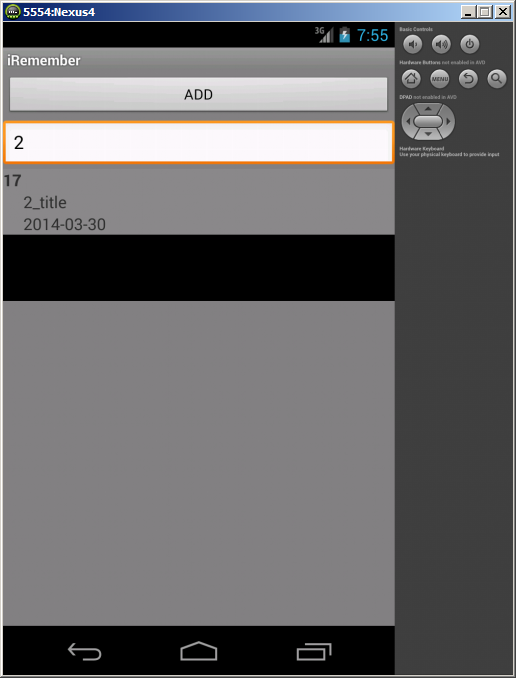 5554:Nexus4
3G 7:55
iRemember
ADD
2
17
2_title
2014-03-30
Basic Controls
Hardware Buttons not enabled in AVD
MENU
DPAD not enabled in AVD
Hardware Keyboard
Use your physical keyboard to provide input